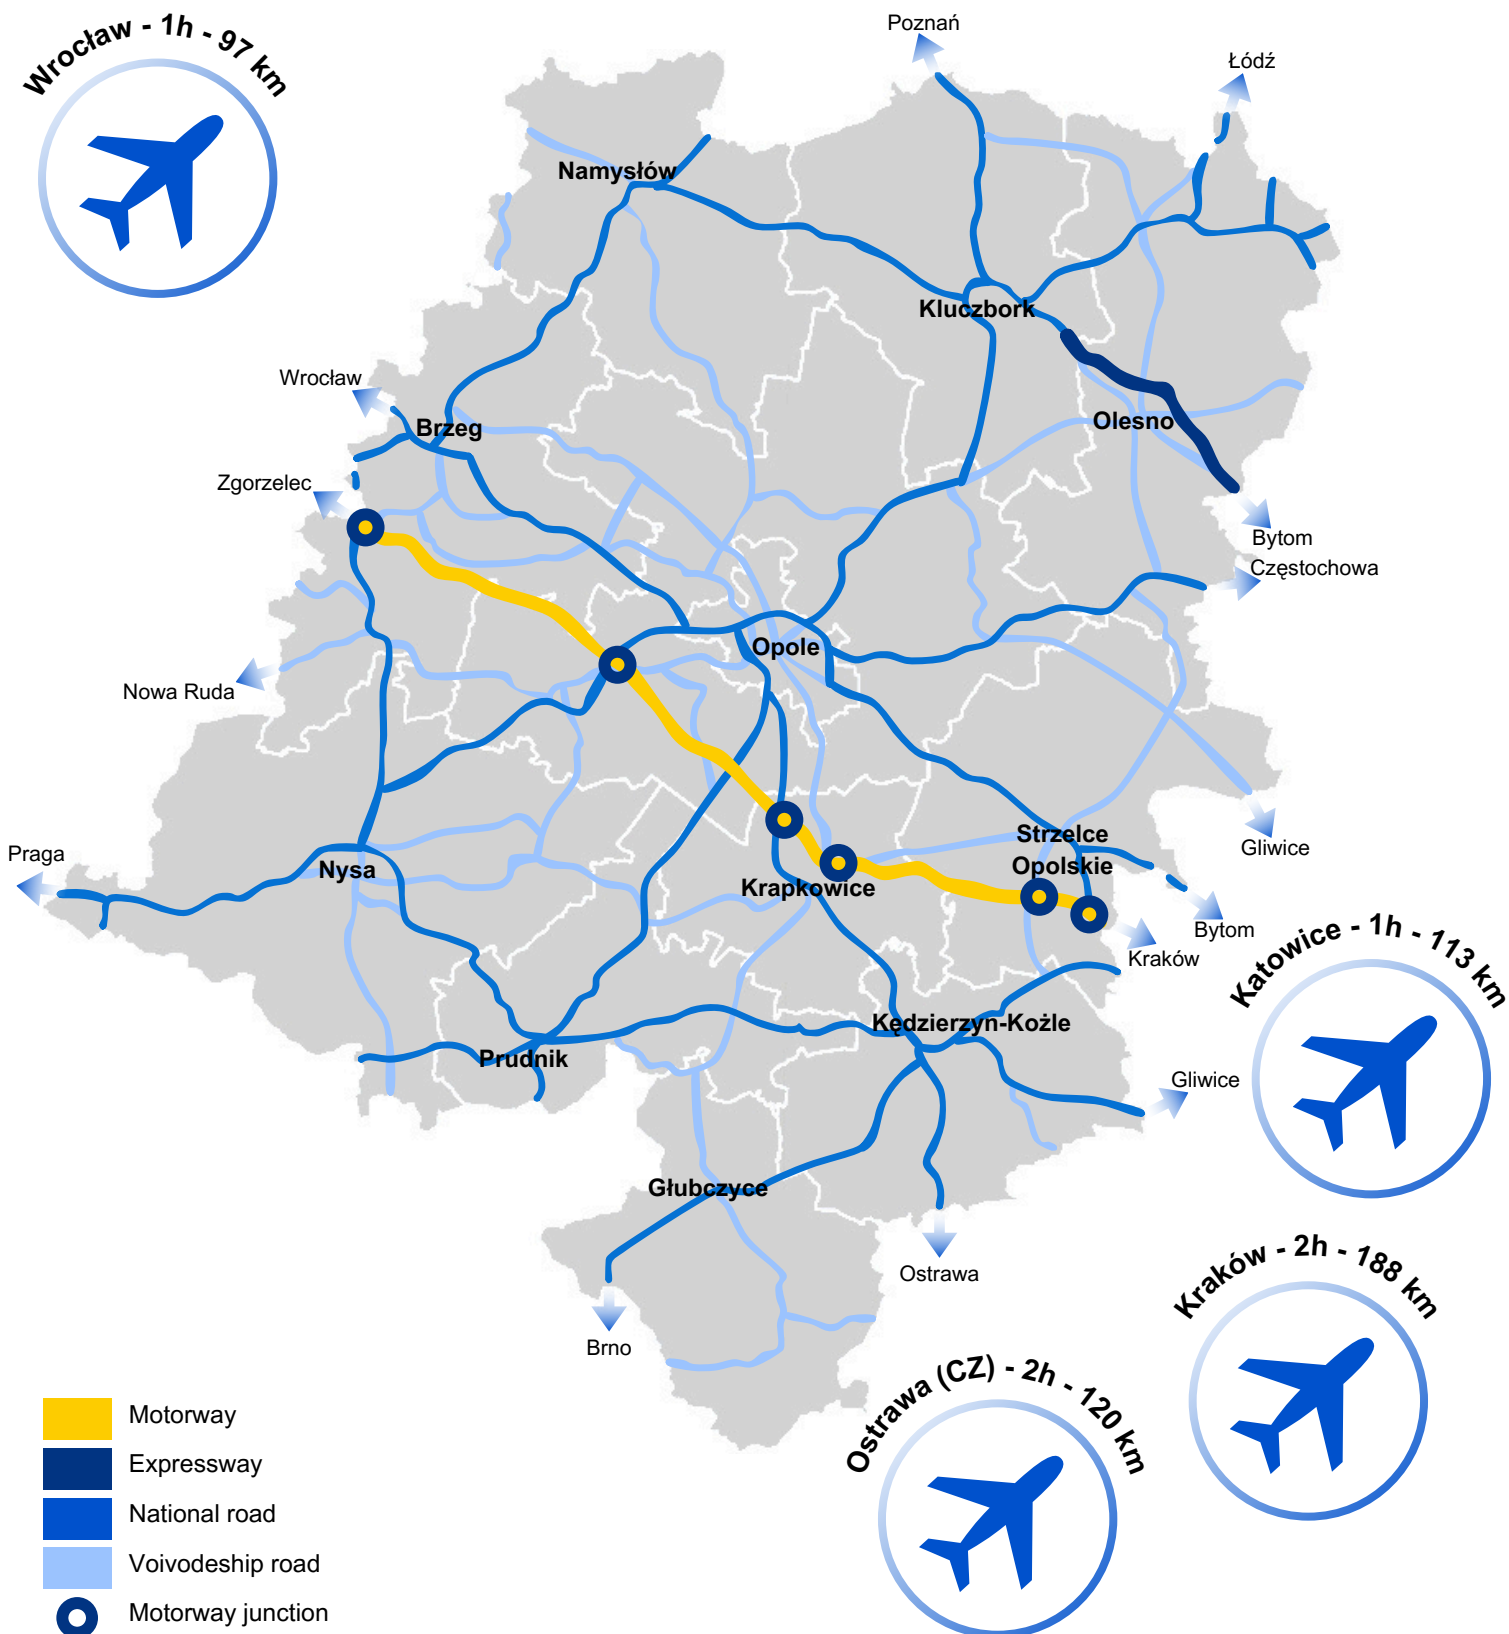 Wrocław - 1h - 97 km
Poznań
Łódź
Namysłów
Kluczbork
Wrocław
Brzeg
Olesno
Zgorzelec
Bytom
Częstochowa
Opole
Nowa Ruda
Strzelce
Opolskie
Gliwice
Praga
Nysa
Krapkowice
Bytom
Kraków
Katowice - 1h - 113 km
Kędzierzyn-Koźle
Prudnik
Gliwice
Głubczyce
Ostrawa
Kraków - 2h - 188 km
Brno
Ostrawa (CZ) - 2h - 120 km
Motorway
Expressway
National road
Voivodeship road
Motorway junction